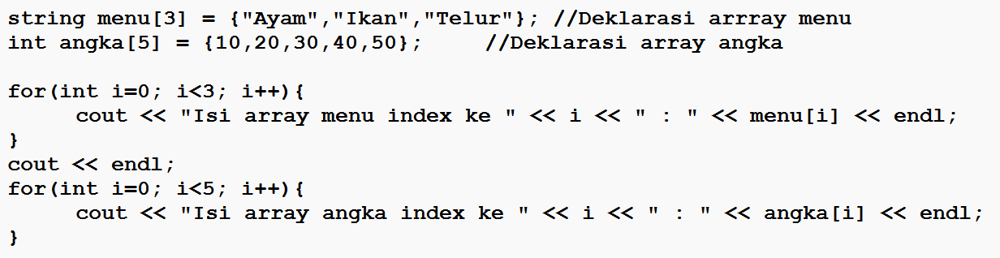 string menu[3] = {"Ayam","Ikan","Telur"}; //Deklarasi arrray menu
int angka[5] = {10,20,30,40,50};     //Deklarasi array angka

for(int i=0; i<3; i++){
     cout << "Isi array menu index ke " << i << " : " << menu[i] << endl;
}
cout << endl;
for(int i=0; i<5; i++){
     cout << "Isi array angka index ke " << i << " : " << angka[i] << endl;
}